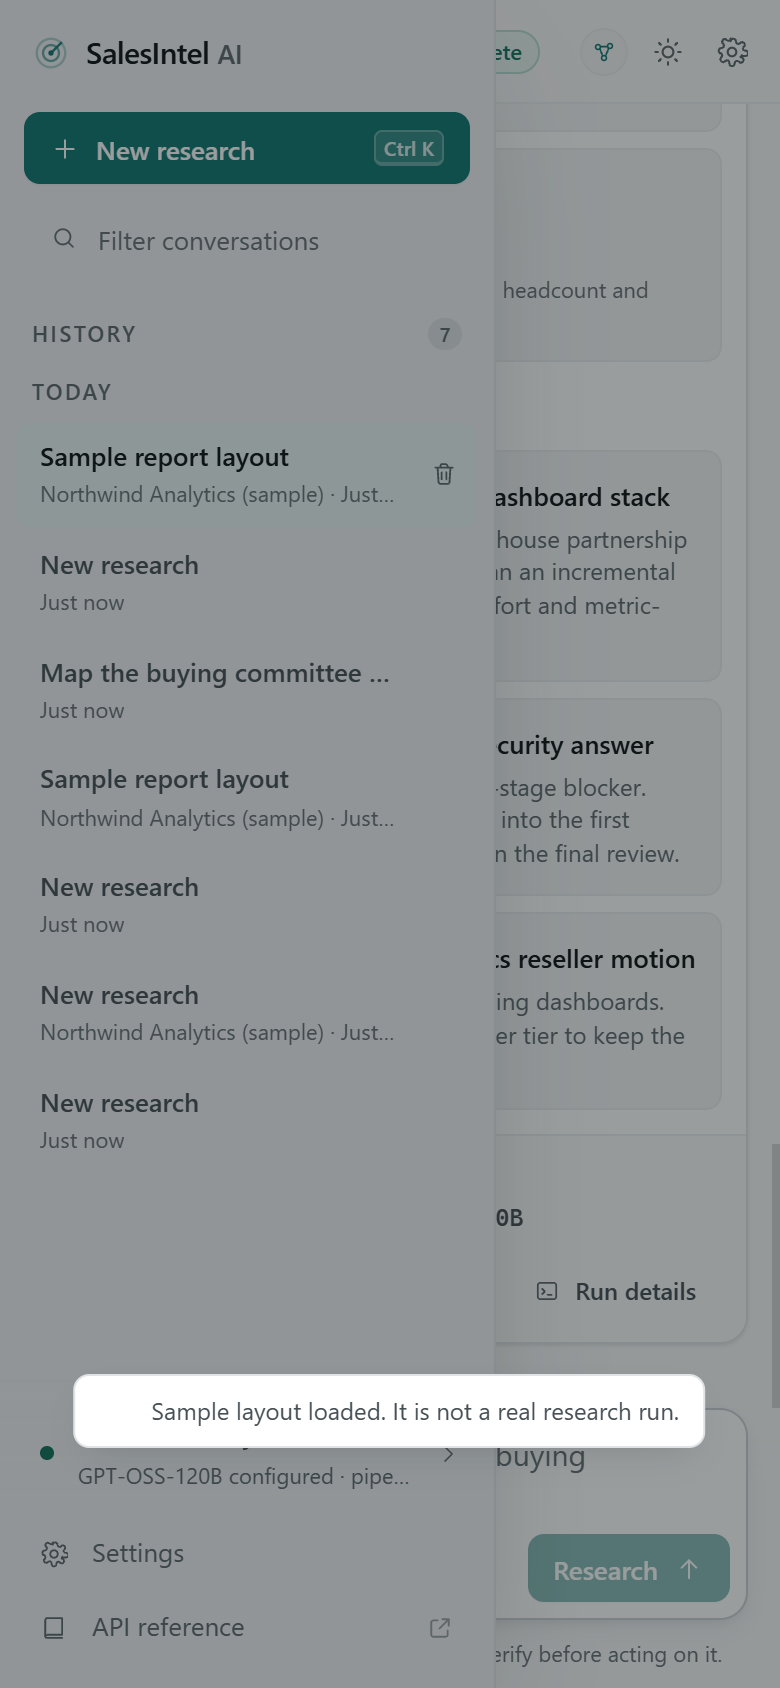 SalesIntel AI
ete
New research
Ctrl K
Filter conversations
HISTORY
7
TODAY
Sample report layout
Northwind Analytics (sample) · Just...
New research
Just now
Map the buying committee ...
Just now
Sample report layout
Northwind Analytics (sample) · Just...
New research
Just now
New research
Northwind Analytics (sample) · Just...
New research
Just now
headcount and
ashboard stack
house partnership
an incremental
fort and metric-
curity answer
-stage blocker.
into the first
n the final review.
cs reseller motion
ing dashboards.
er tier to keep the
0B
Run details
Sample layout loaded. It is not a real research run.
GPT-OSS-120B configured · pipe...
buying
Settings
Research
API reference
erify before acting on it.